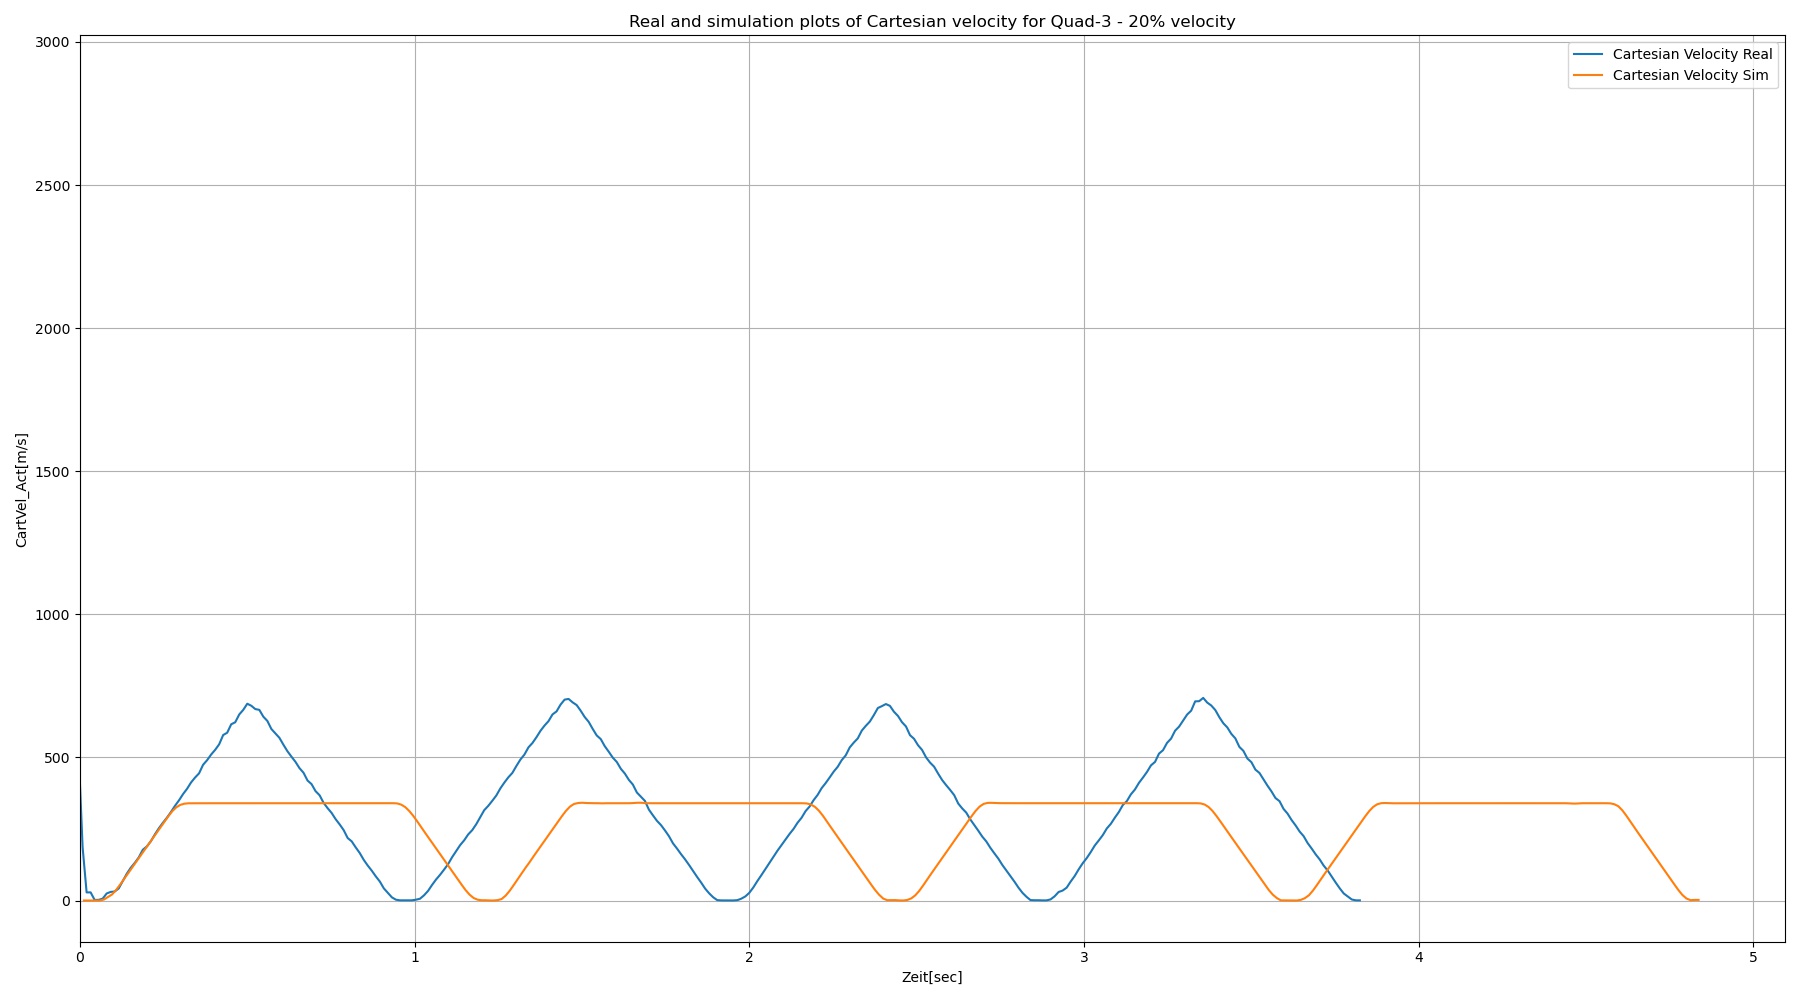 Real and simulation plots of Cartesian velocity for Quad-3 - 20% velocity
Cartesian Velocity Real
Cartesian Velocity Sim
3000
2500
2000
1500
1000
500
0
CartVel_Act[m/s]
0 1 2 3 4 5
Zeit[sec]